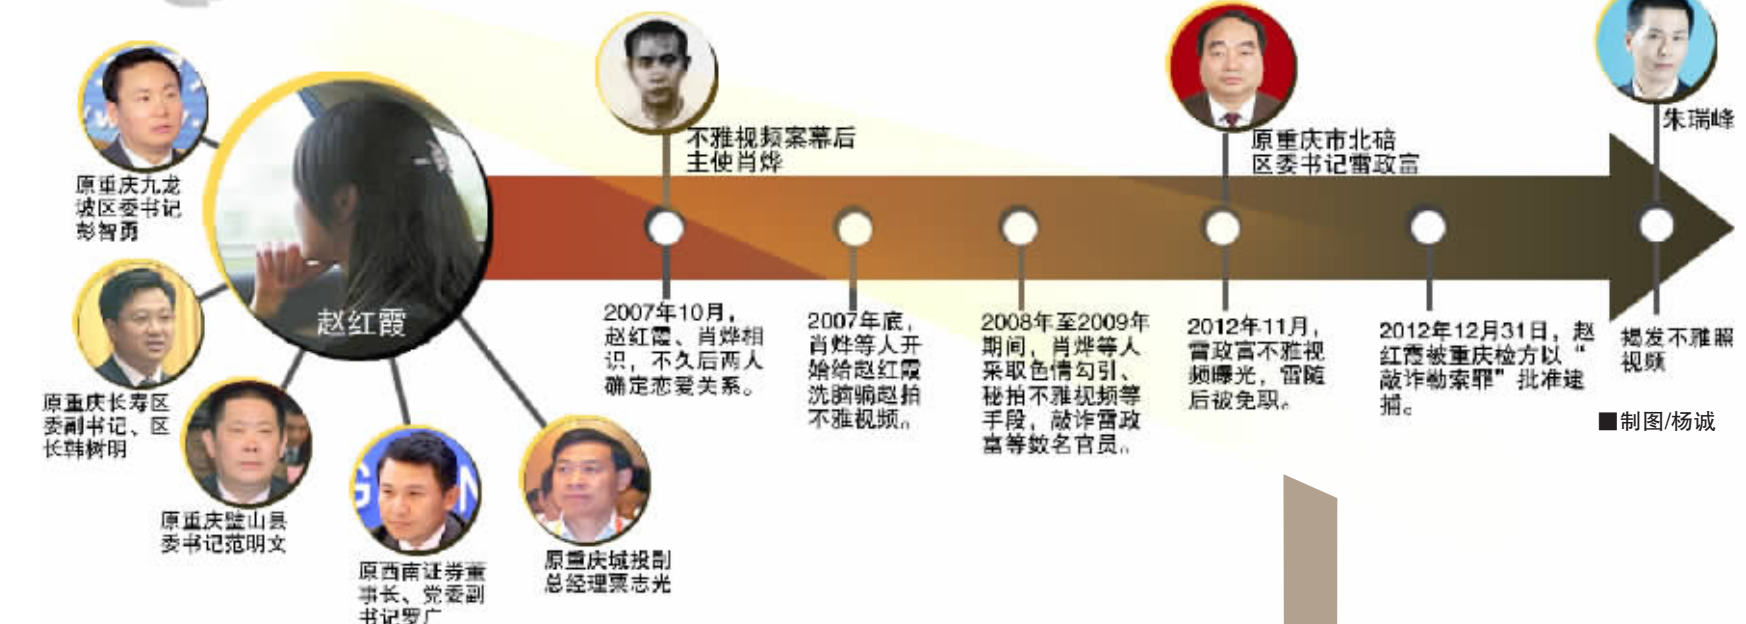 原重庆九龙
坡区委书记
彭智勇
原重庆长寿区
委副书记、区
长韩树明
原重庆璧山县
委书记范明文
原西南证券董
事长、党委副
书记罗广
原重庆城投副
总经理粟志光
赵红霞
不雅视频案幕后
主使肖烨
原重庆市北碚
区委书记雷政富
朱瑞峰
2007年10月，
赵红霞、肖烨相
识，不久后两人
确定恋爱关系。
2007年底，
肖烨等人开
始给赵红霞
洗脑骗赵拍
不雅视频。
2008年至2009年
期间，肖烨等人
采取色情勾引、
秘拍不雅视频等
手段，敲诈雷政
富等数名官员。
2012年11月，
雷政富不雅视
频曝光，雷随
后被免职。
2012年12月31日，赵
红霞被重庆检方以“
敲诈勒索罪”批准逮
捕。
揭发不雅照
视频
■制图/杨诚